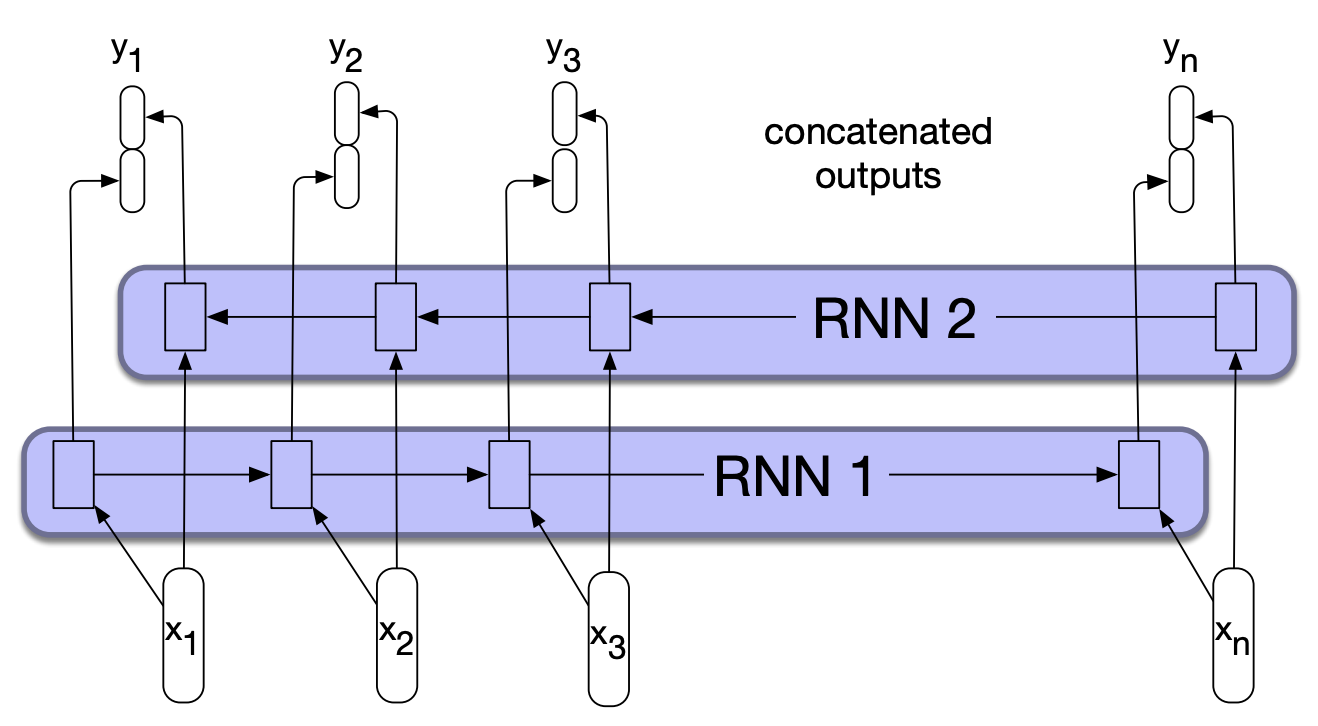 y1 y2 y3 yn
concatenated
outputs
RNN 2
RNN 1
x1 x2 x3 xn